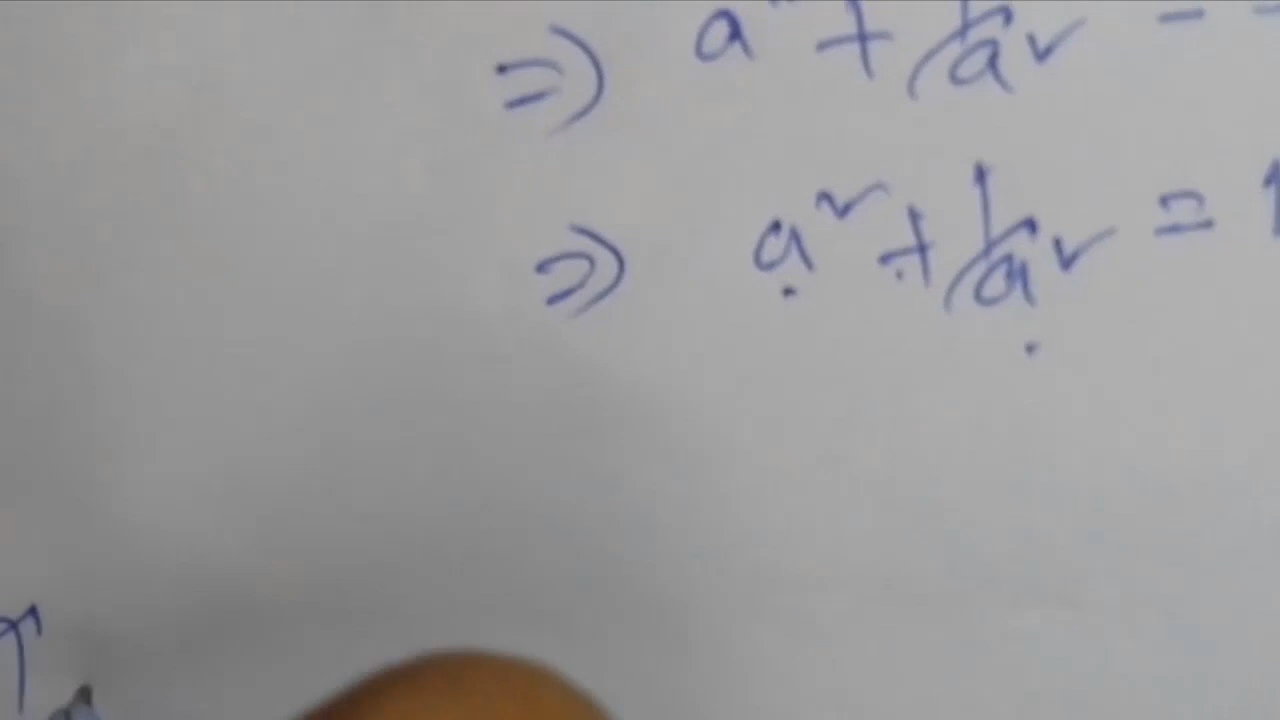 ⇒ a² + 1/a² -
⇒ a² + 1/a² = 1